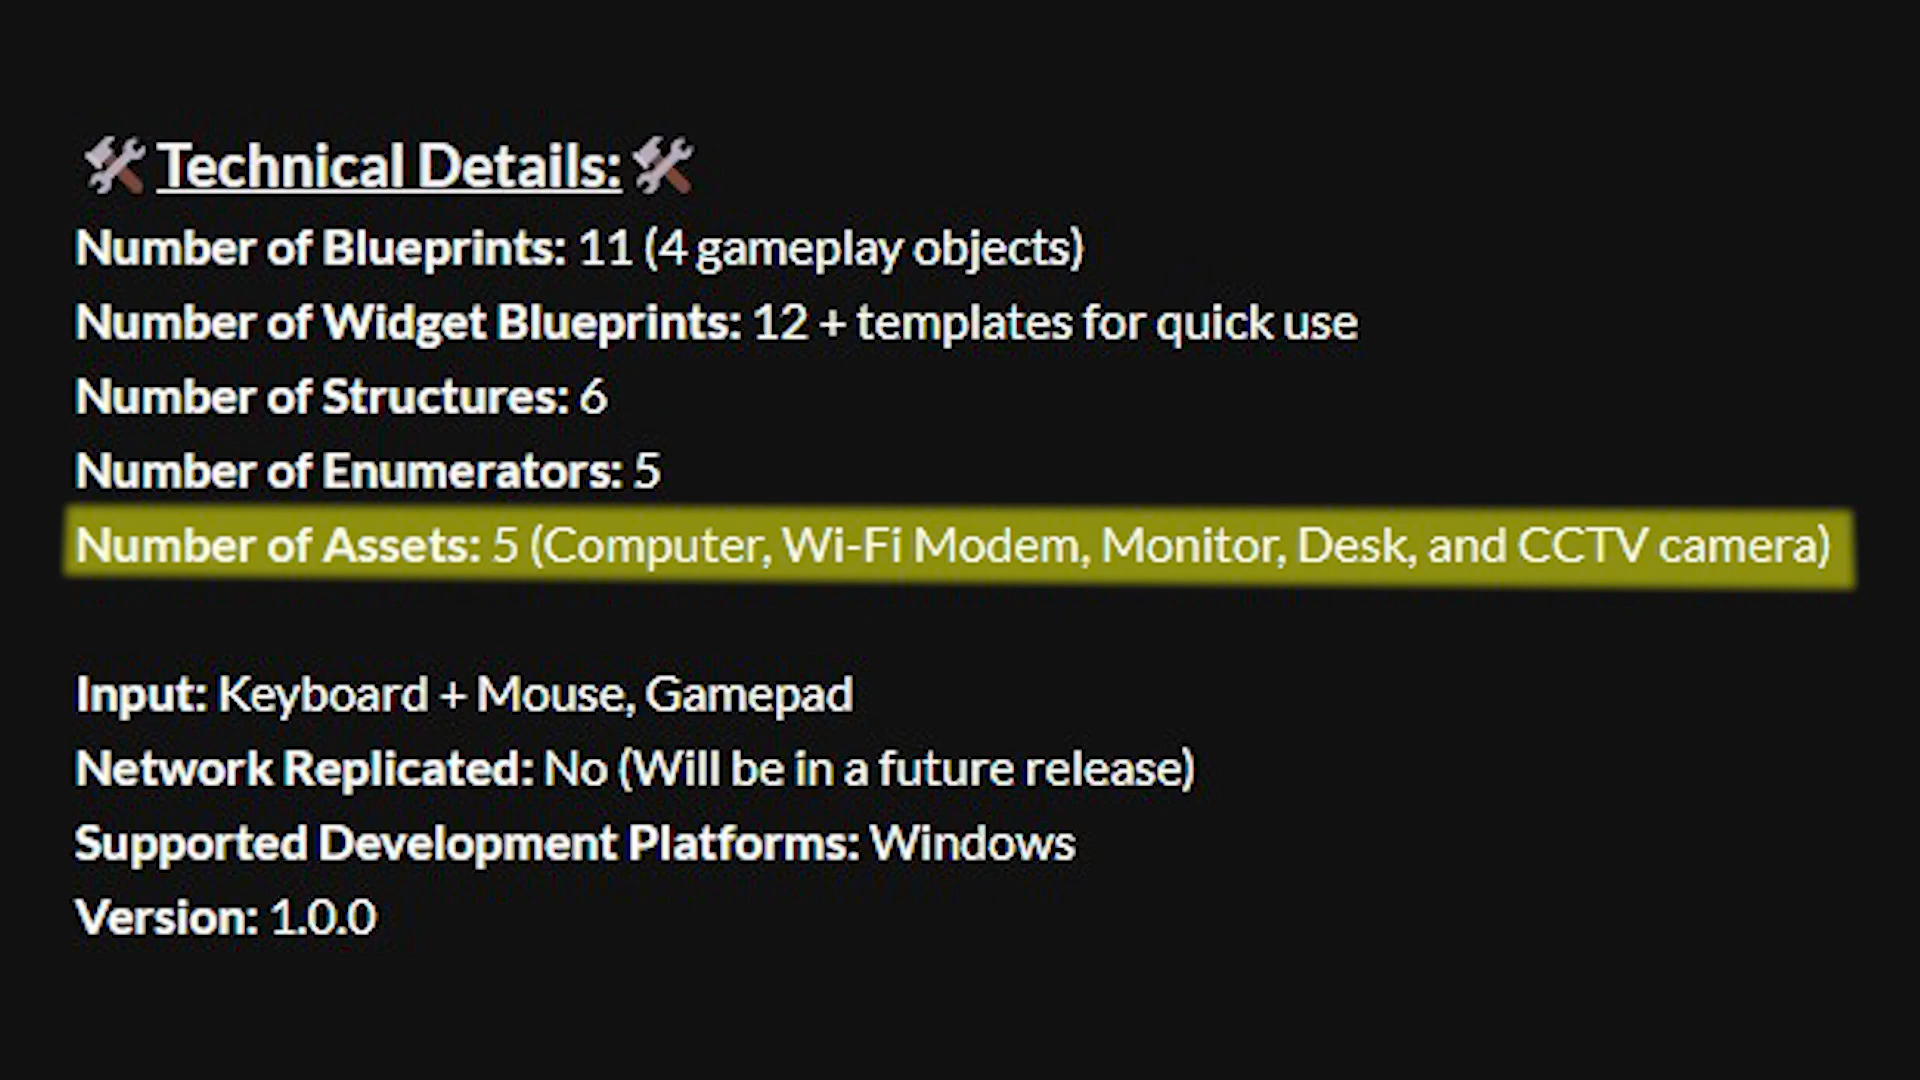 🛠 Technical Details: 🛠
Number of Blueprints: 11 (4 gameplay objects)
Number of Widget Blueprints: 12 + templates for quick use
Number of Structures: 6
Number of Enumerators: 5
Number of Assets: 5 (Computer, Wi-Fi Modem, Monitor, Desk, and CCTV camera)
Input: Keyboard + Mouse, Gamepad
Network Replicated: No (Will be in a future release)
Supported Development Platforms: Windows
Version: 1.0.0